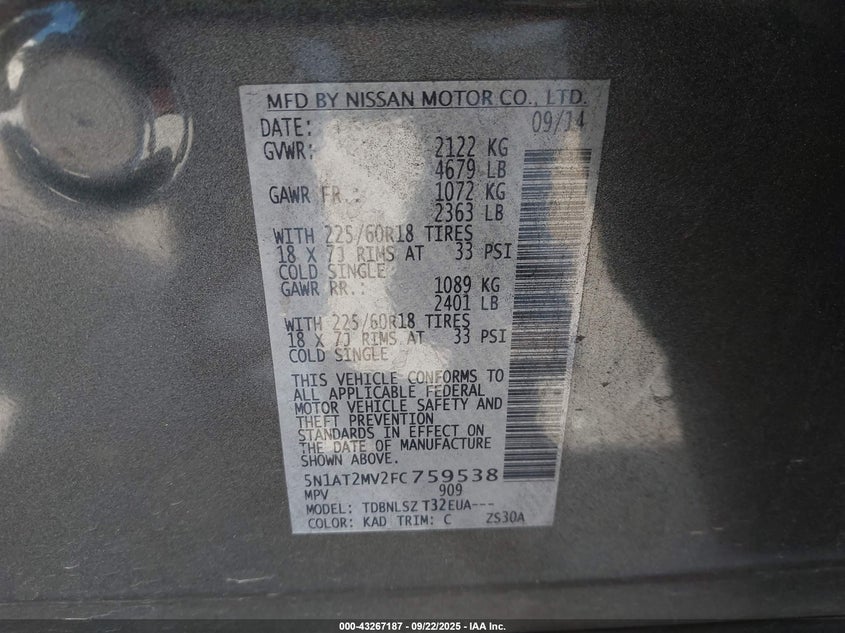 MFD BY NISSAN MOTOR CO., LTD.
DATE: 09/14
GVWR: 2122 KG
4679 LB
GAWR FR.: 1072 KG
2363 LB
WITH 225/60R18 TIRES
18 X 7J RIMS AT 33 PSI
COLD SINGLE
GAWR RR.: 1089 KG
2401 LB
WITH 225/60R18 TIRES
18 X 7J RIMS AT 33 PSI
COLD SINGLE
THIS VEHICLE CONFORMS TO
ALL APPLICABLE FEDERAL
MOTOR VEHICLE SAFETY AND
THEFT PREVENTION
STANDARDS IN EFFECT ON
THE DATE OF MANUFACTURE
SHOWN ABOVE.
5N1AT2MV2FC759538
MPV 909
MODEL: TDBNLSZ T32EUA---
COLOR: KAD TRIM: C ZS30A
000-43267187 - 09/22/2025 - IAA Inc.